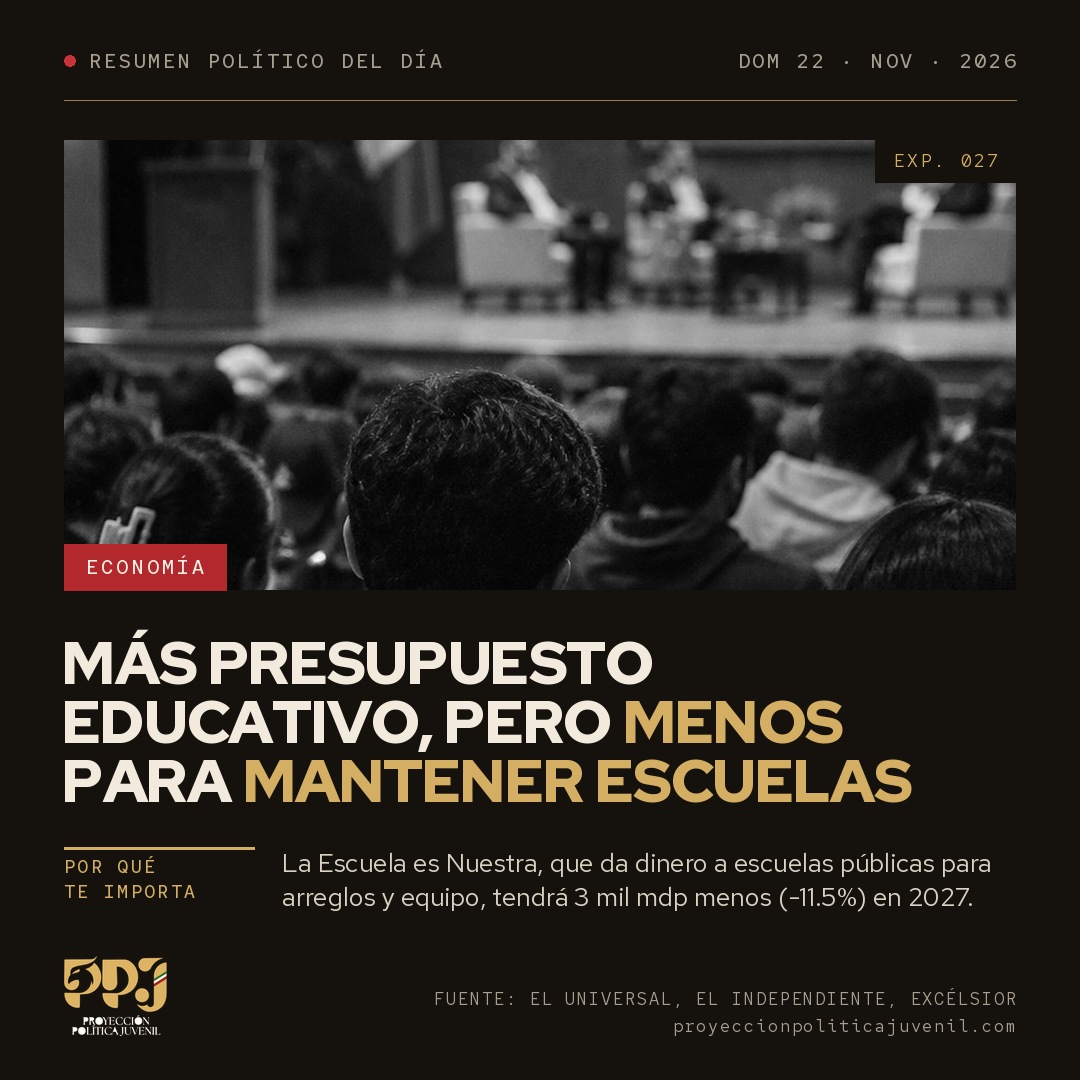 RESUMEN POLÍTICO DEL DÍA
DOM 22 · NOV · 2026
EXP. 027
ECONOMÍA
MÁS PRESUPUESTO
EDUCATIVO, PERO MENOS
PARA MANTENER ESCUELAS
POR QUÉ
TE IMPORTA
La Escuela es Nuestra, que da dinero a escuelas públicas para
arreglos y equipo, tendrá 3 mil mdp menos (-11.5%) en 2027.
PPJ
PROYECCIÓN
POLÍTICA JUVENIL
FUENTE: EL UNIVERSAL, EL INDEPENDIENTE, EXCÉLSIOR
proyeccionpoliticajuvenil.com